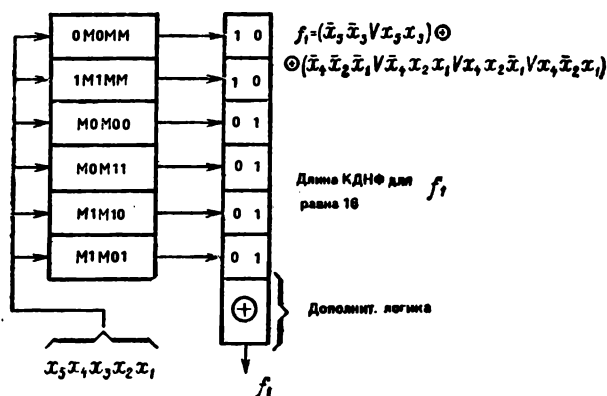 0M0MM
1 0
1M1MM
1 0
M0M00
0 1
M0M11
0 1
M1M10
0 1
M1M01
0 1
⊕
x₅x₄x₃x₂x₁
f₁
f₁=(x̄₅x̄₃∨x₅x₃)⊕
⊕(x̄₄x̄₂x̄₁∨x̄₄x₂x₁∨x₄x₂x̄₁∨x₄x̄₂x₁)
Длина КДНФ для f₁
равна 16
Дополнит. логика